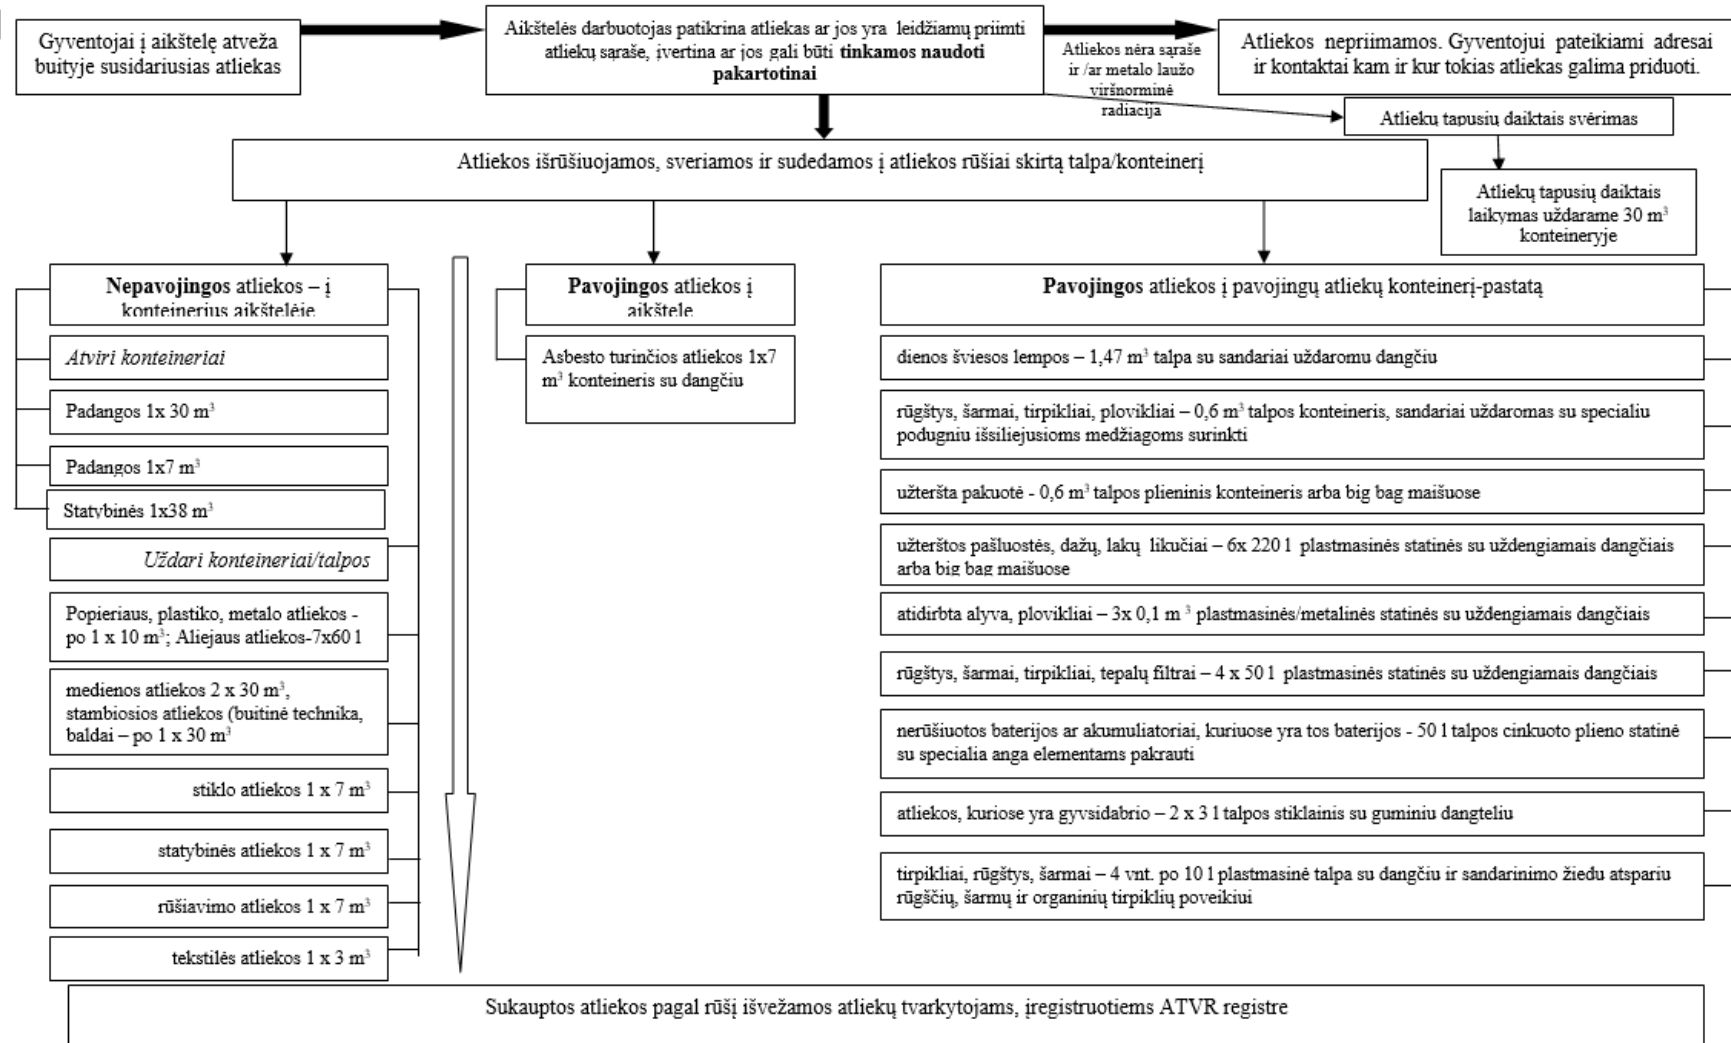 Gyventojai į aikštelę atveža
buityje susidariusias atliekas
Aikštelės darbuotojas patikrina atliekas ar jos yra leidžiamų priimti
atliekų sąraše, įvertina ar jos gali būti tinkamos naudoti
pakartotinai
Atliekos nėra sąraše
ir /ar metalo laužo
viršnorminė
radiacija
Atliekos nepriimamos. Gyventojui pateikiami adresai
ir kontaktai kam ir kur tokias atliekas galima priduoti.
Atliekų tapusių daiktais svėrimas
Atliekos išrūšiuojamos, sveriamos ir sudedamos į atliekos rūšiai skirtą talpa/konteinerį
Atliekų tapusių daiktais
laikymas uždarame 30 m³
konteineryje
Nepavojingos atliekos – į
konteinerius aikštelėje
Atviri konteineriai
Padangos 1x 30 m³
Padangos 1x7 m³
Statybinės 1x38 m³
Uždari konteineriai/talpos
Popieriaus, plastiko, metalo atliekos -
po 1 x 10 m³; Aliejaus atliekos-7x60 l
medienos atliekos 2 x 30 m³,
stambiosios atliekos (buitinė technika,
baldai – po 1 x 30 m³
stiklo atliekos 1 x 7 m³
statybinės atliekos 1 x 7 m³
rūšiavimo atliekos 1 x 7 m³
tekstilės atliekos 1 x 3 m³
Pavojingos atliekos į
aikštelę
Asbesto turinčios atliekos 1x7
m³ konteineris su dangčiu
Pavojingos atliekos į pavojingų atliekų konteinerį-pastatą
dienos šviesos lempos – 1,47 m³ talpa su sandariai uždaromu dangčiu
rūgštys, šarmai, tirpikliai, plovikliai – 0,6 m³ talpos konteineris, sandariai uždaromas su specialiu
podugniu išsiliejusioms medžiagoms surinkti
užteršta pakuotė - 0,6 m³ talpos plieninis konteineris arba big bag maišuose
užterštos pašluostės, dažų, lakų likučiai – 6x 220 l plastmasinės statinės su uždengiamais dangčiais
arba big bag maišuose
atidirbta alyva, plovikliai – 3x 0,1 m ³ plastmasinės/metalinės statinės su uždengiamais dangčiais
rūgštys, šarmai, tirpikliai, tepalų filtrai – 4 x 50 l plastmasinės statinės su uždengiamais dangčiais
nerūšiuotos baterijos ar akumuliatoriai, kuriuose yra tos baterijos - 50 l talpos cinkuoto plieno statinė
su specialia anga elementams pakrauti
atliekos, kuriose yra gyvsidabrio – 2 x 3 l talpos stiklainis su guminiu dangteliu
tirpikliai, rūgštys, šarmai – 4 vnt. po 10 l plastmasinė talpa su dangčiu ir sandarinimo žiedu atspariu
rūgščių, šarmų ir organinių tirpiklių poveikiui
Sukauptos atliekos pagal rūšį išvežamos atliekų tvarkytojams, įregistruotiems ATVR registre